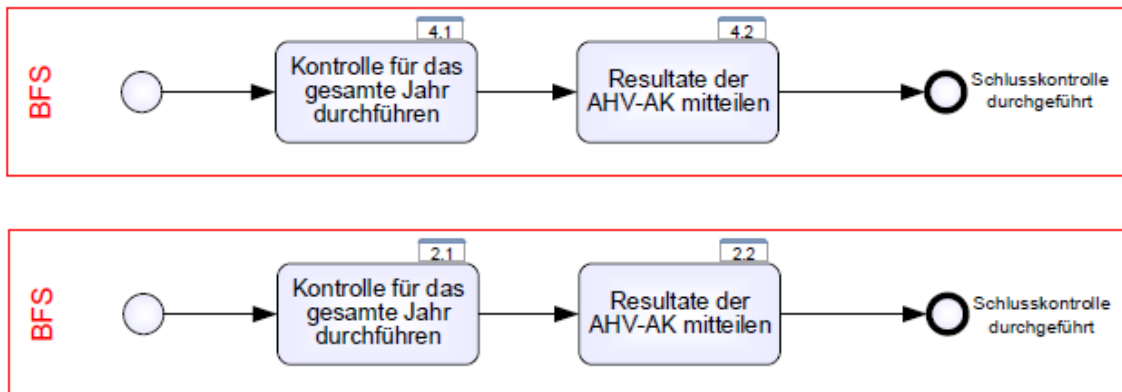 4.1
4.2
BFS
Kontrolle für das
gesamte Jahr
durchführen
Resultate der
AHV-AK mitteilen
Schlusskontrolle
durchgeführt
2.1
2.2
BFS
Kontrolle für das
gesamte Jahr
durchführen
Resultate der
AHV-AK mitteilen
Schlusskontrolle
durchgeführt